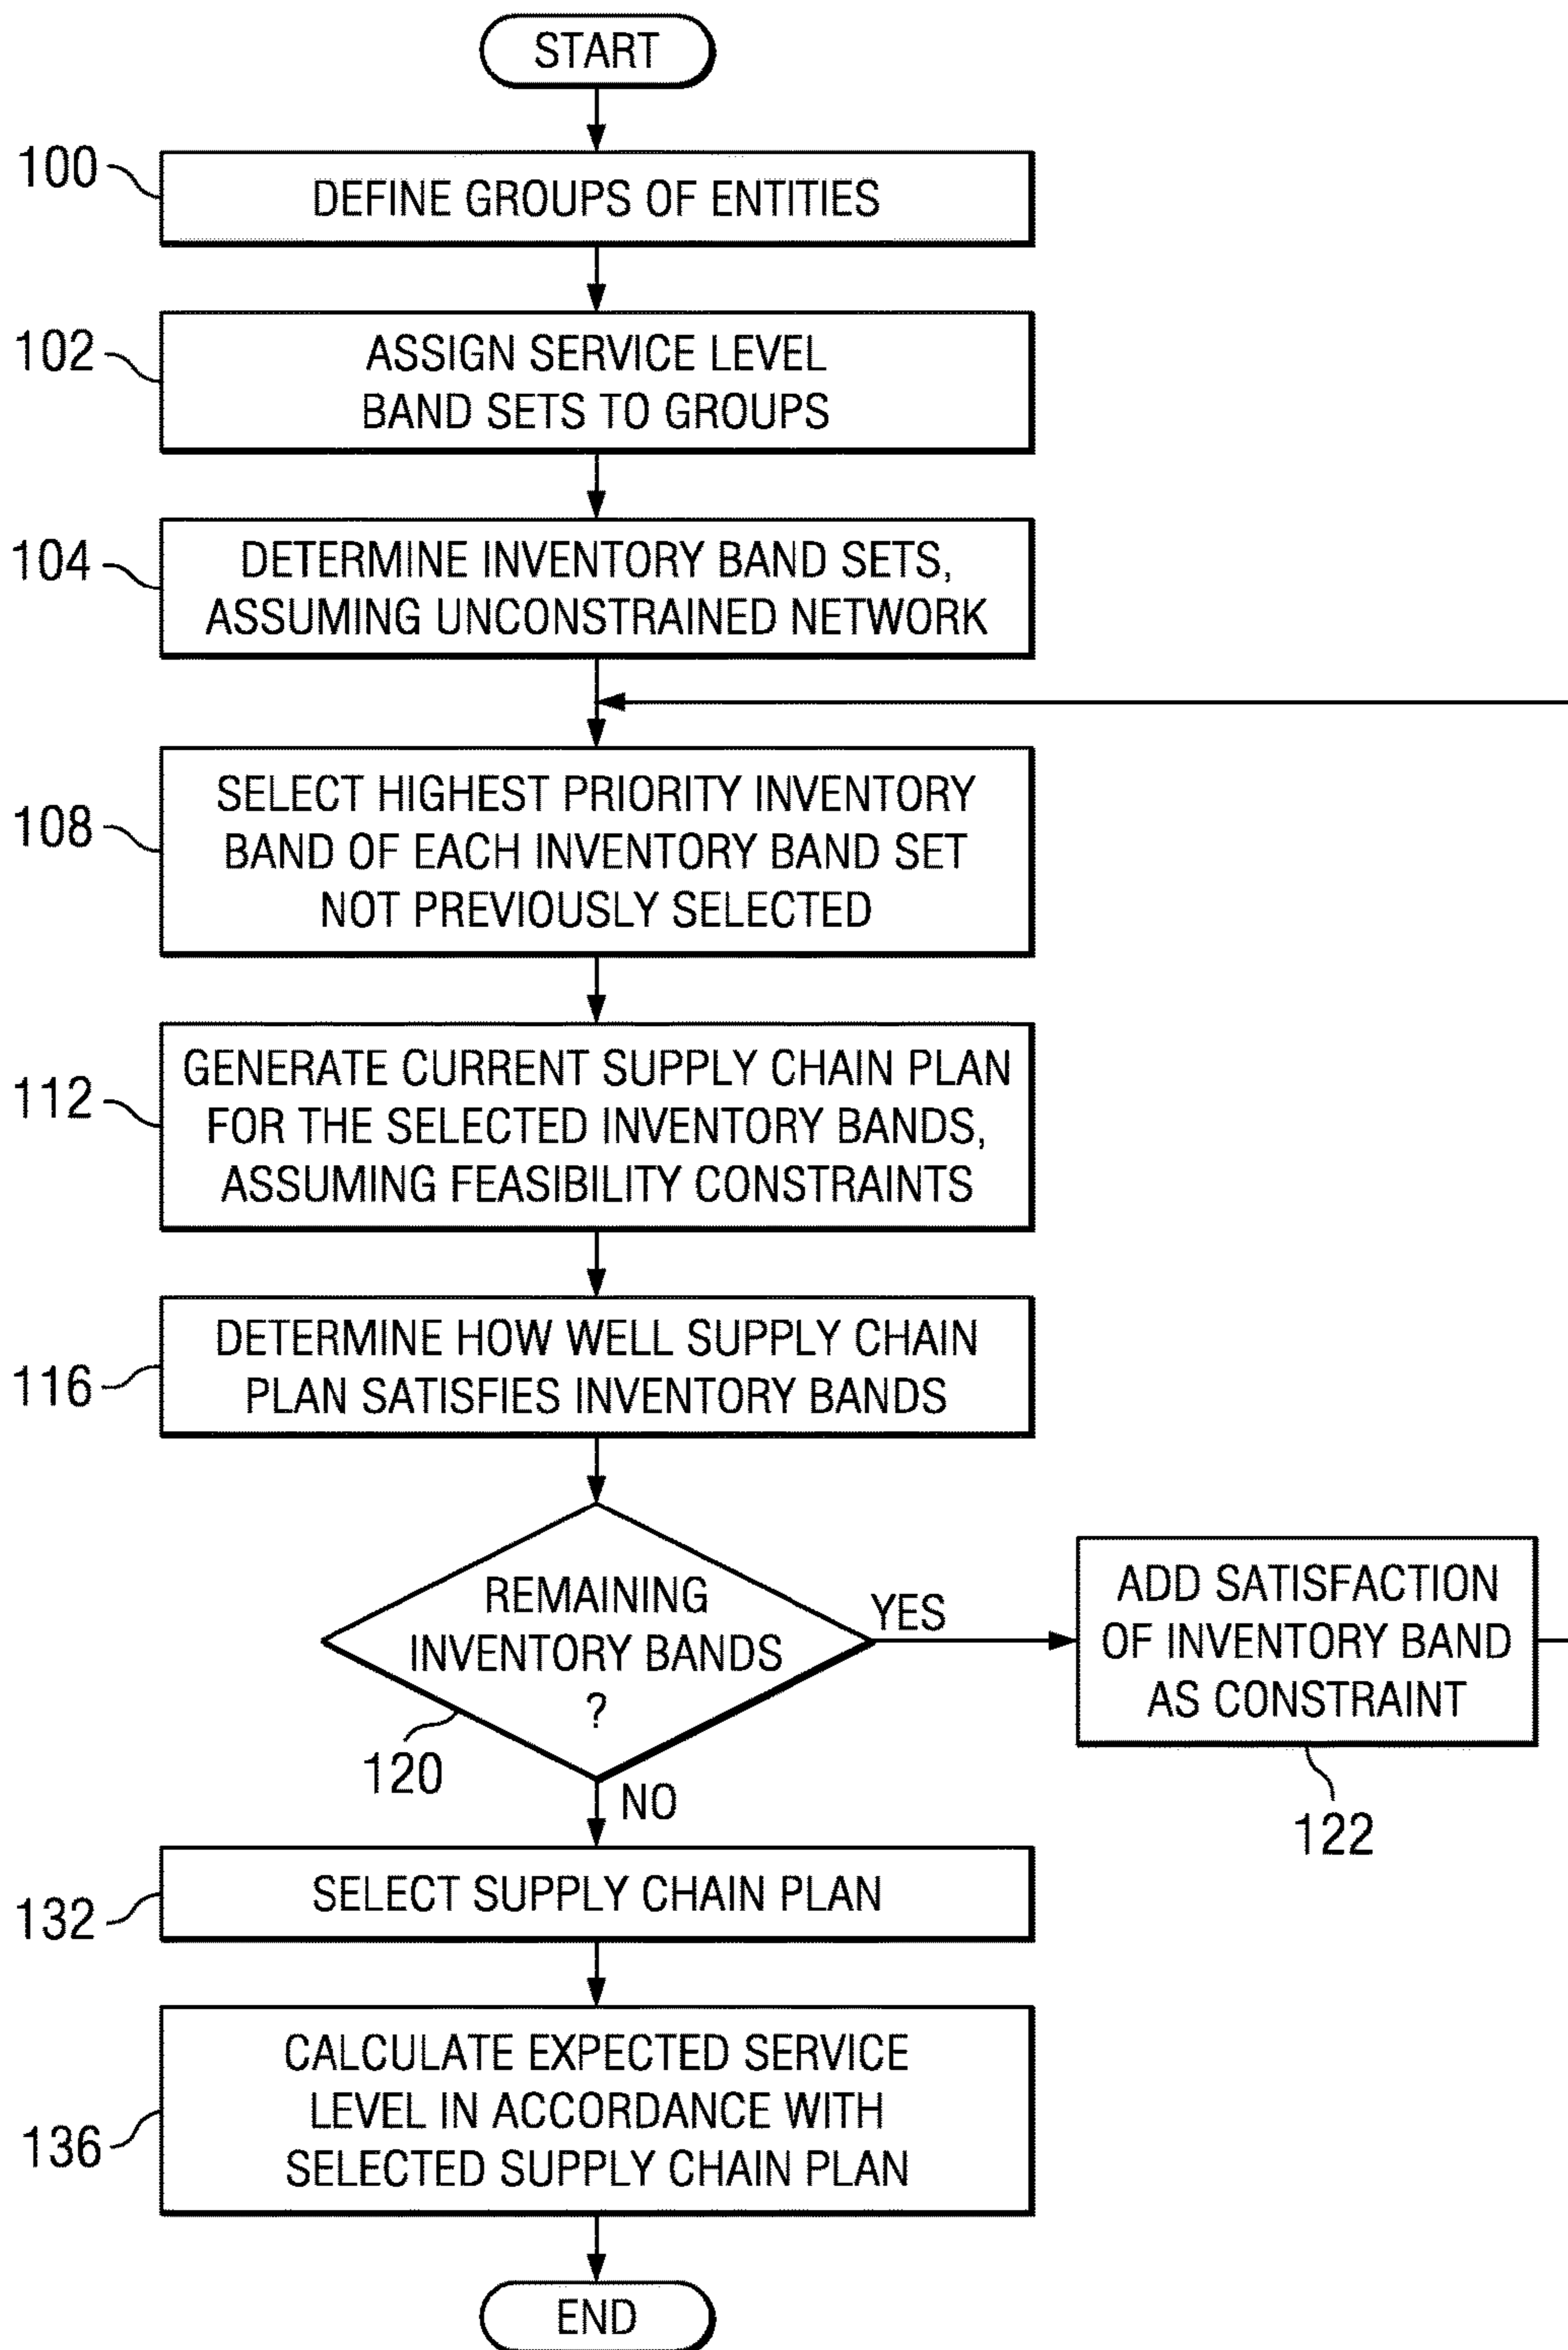 START
100
DEFINE GROUPS OF ENTITIES
102
ASSIGN SERVICE LEVEL
BAND SETS TO GROUPS
104
DETERMINE INVENTORY BAND SETS,
ASSUMING UNCONSTRAINED NETWORK
108
SELECT HIGHEST PRIORITY INVENTORY
BAND OF EACH INVENTORY BAND SET
NOT PREVIOUSLY SELECTED
112
GENERATE CURRENT SUPPLY CHAIN PLAN
FOR THE SELECTED INVENTORY BANDS,
ASSUMING FEASIBILITY CONSTRAINTS
116
DETERMINE HOW WELL SUPPLY CHAIN
PLAN SATISFIES INVENTORY BANDS
REMAINING
INVENTORY BANDS
?
120
YES
ADD SATISFACTION
OF INVENTORY BAND
AS CONSTRAINT
122
NO
132
SELECT SUPPLY CHAIN PLAN
136
CALCULATE EXPECTED SERVICE
LEVEL IN ACCORDANCE WITH
SELECTED SUPPLY CHAIN PLAN
END